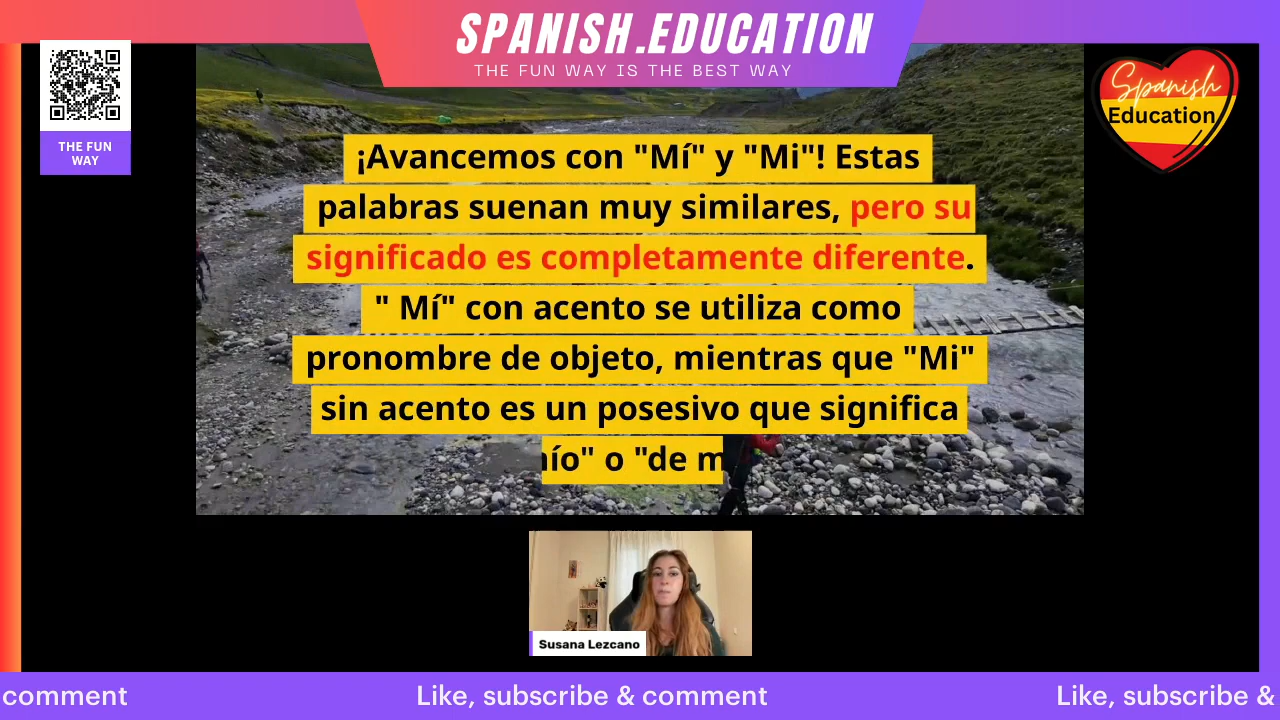 SPANISH.EDUCATION
THE FUN WAY IS THE BEST WAY
THE FUN
WAY
Spanish
Education
¡Avancemos con "Mí" y "Mi"! Estas
palabras suenan muy similares, pero su
significado es completamente diferente.
" Mí" con acento se utiliza como
pronombre de objeto, mientras que "Mi"
sin acento es un posesivo que significa
o "de
Susana Lezcano
comment
Like, subscribe & comment
Like, subscribe &